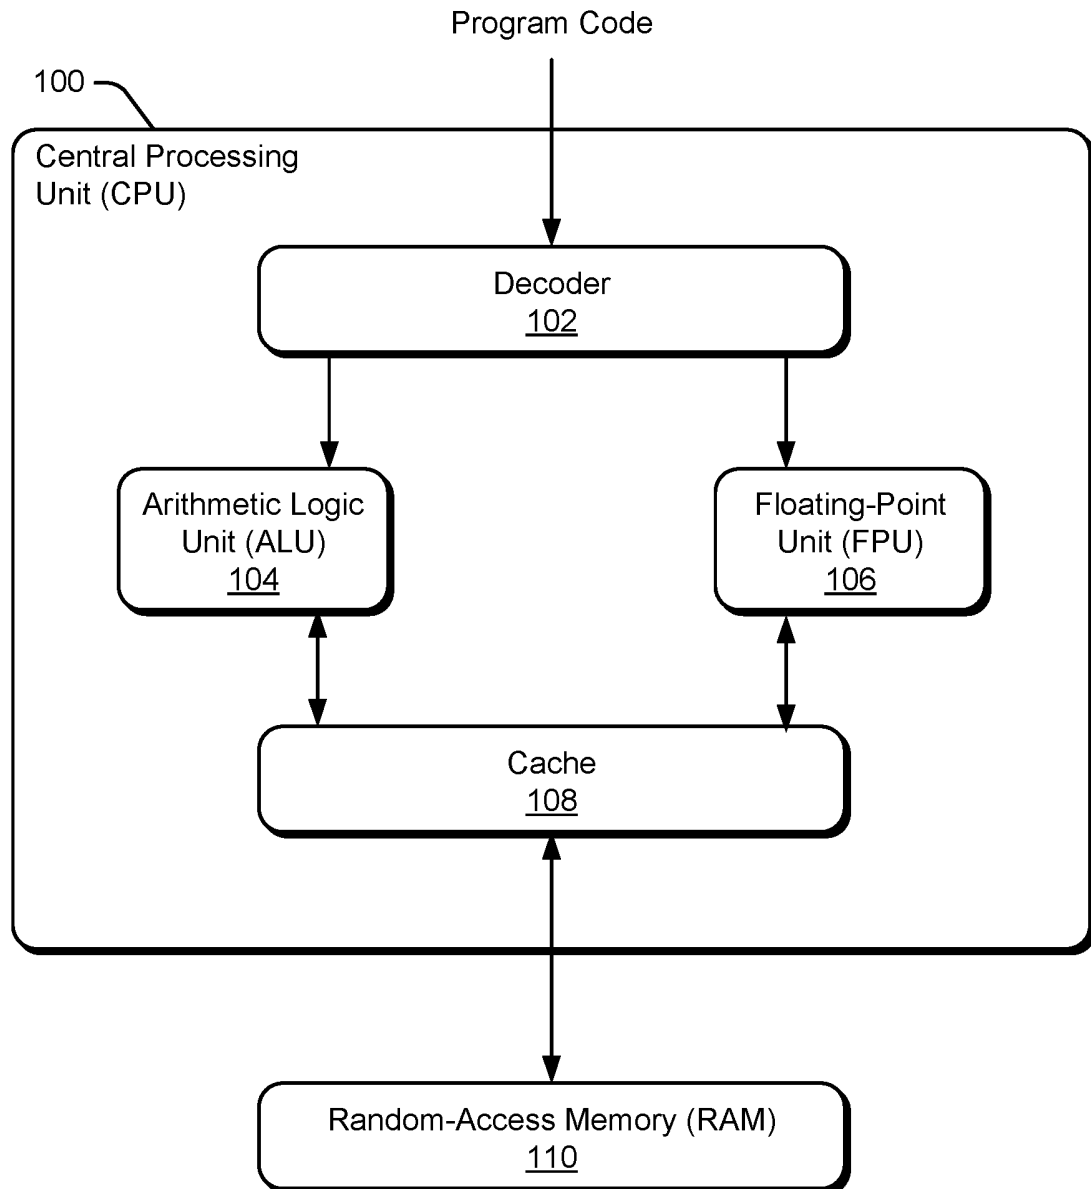 Program Code
100
Central Processing
Unit (CPU)
Decoder
102
Arithmetic Logic
Unit (ALU)
104
Floating-Point
Unit (FPU)
106
Cache
108
Random-Access Memory (RAM)
110